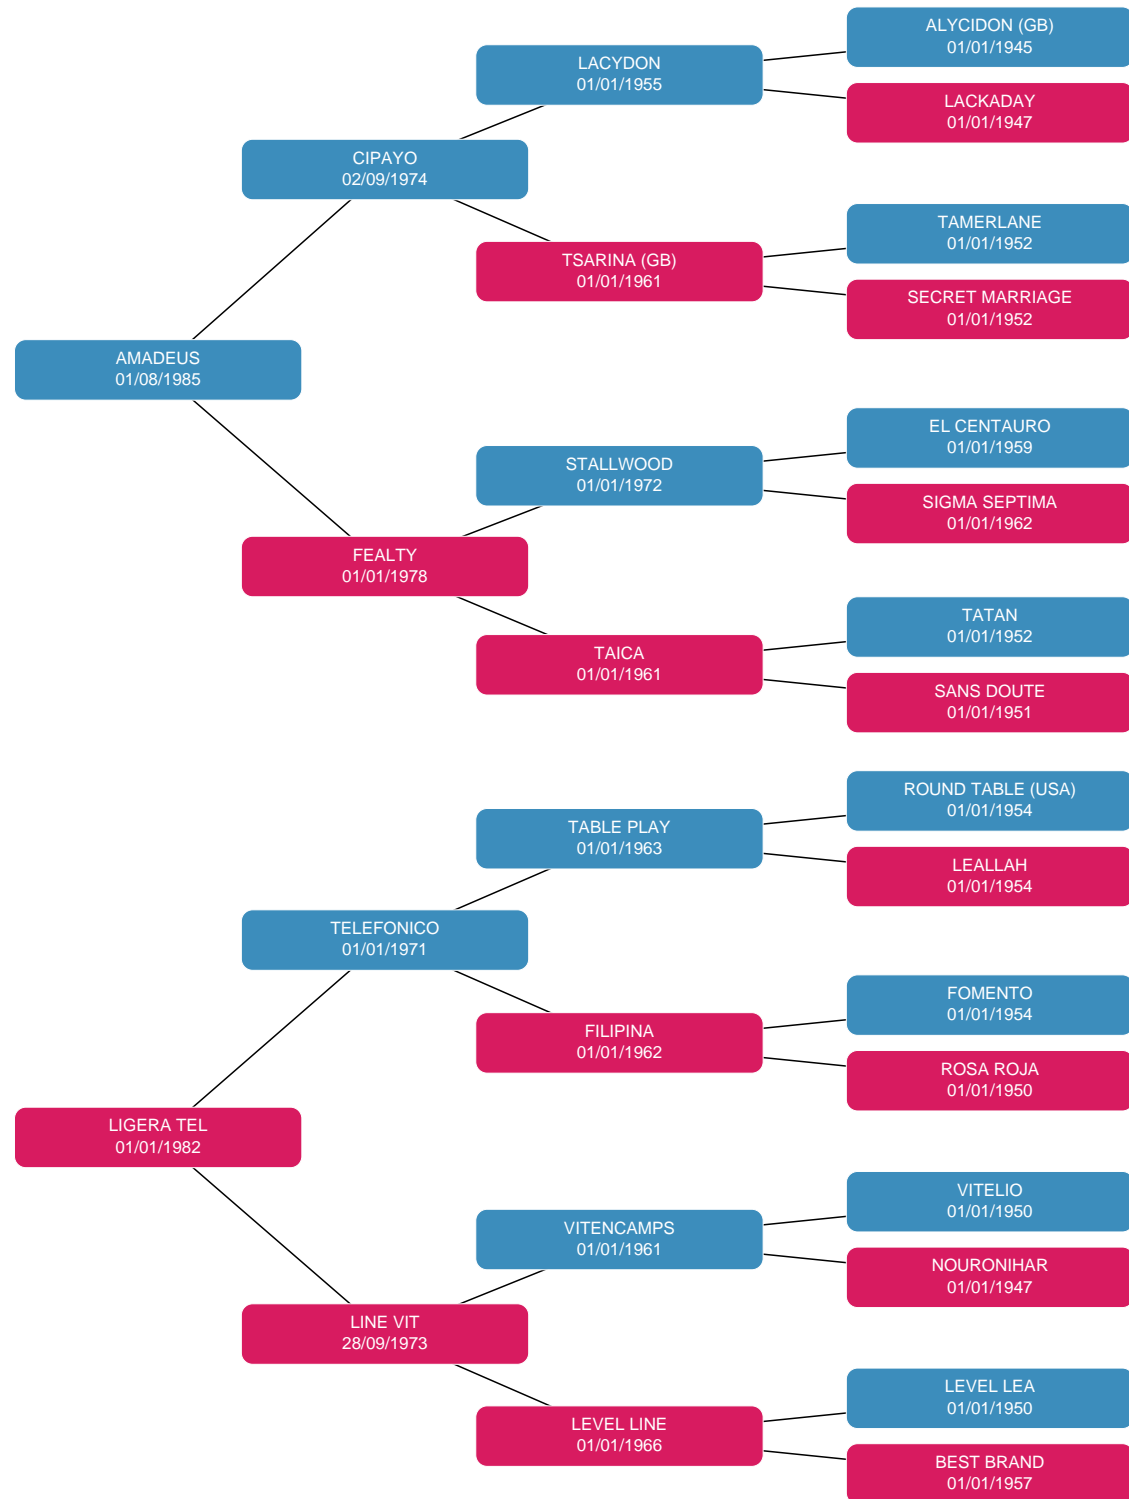 ALYCIDON (GB)
01/01/1945
LACYDON
01/01/1955
LACKADAY
01/01/1947
CIPAYO
02/09/1974
TAMERLANE
01/01/1952
TSARINA (GB)
01/01/1961
SECRET MARRIAGE
01/01/1952
AMADEUS
01/08/1985
EL CENTAURO
01/01/1959
STALLWOOD
01/01/1972
SIGMA SEPTIMA
01/01/1962
FEALTY
01/01/1978
TATAN
01/01/1952
TAICA
01/01/1961
SANS DOUTE
01/01/1951
ROUND TABLE (USA)
01/01/1954
TABLE PLAY
01/01/1963
LEALLAH
01/01/1954
TELEFONICO
01/01/1971
FOMENTO
01/01/1954
FILIPINA
01/01/1962
ROSA ROJA
01/01/1950
LIGERA TEL
01/01/1982
VITELIO
01/01/1950
VITENCAMPS
01/01/1961
NOURONIHAR
01/01/1947
LINE VIT
28/09/1973
LEVEL LEA
01/01/1950
LEVEL LINE
01/01/1966
BEST BRAND
01/01/1957